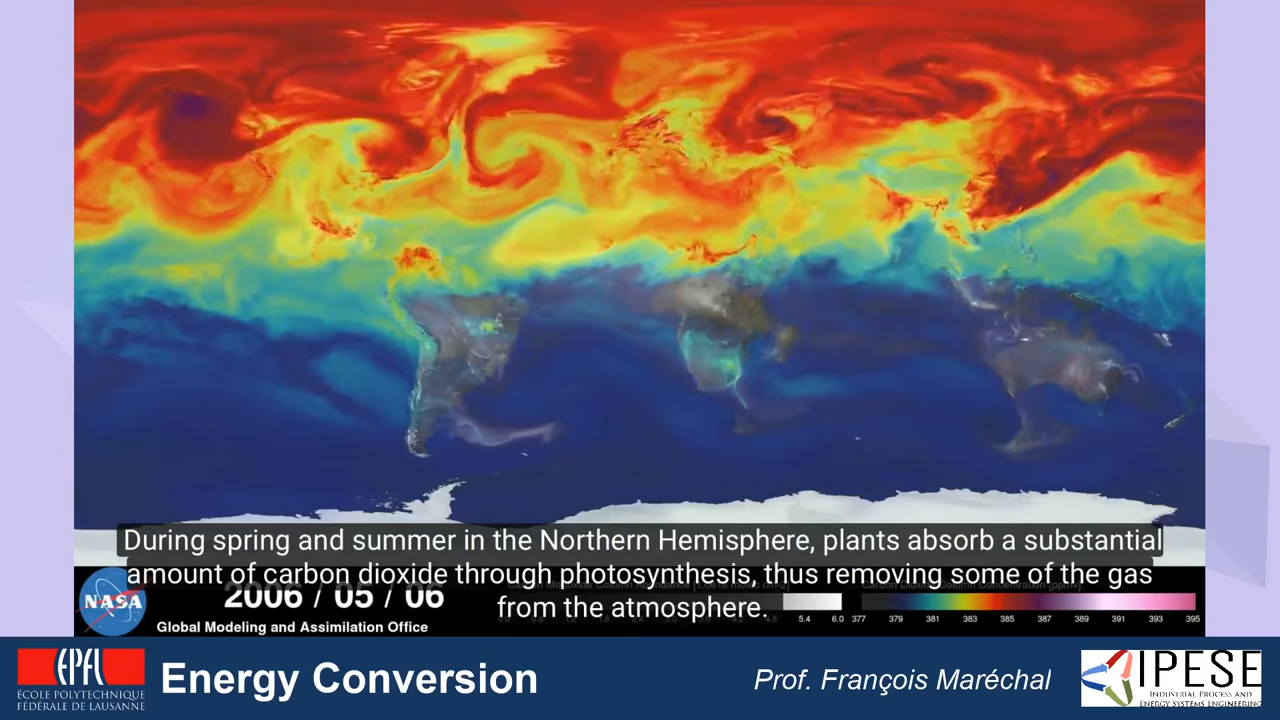 During spring and summer in the Northern Hemisphere, plants absorb a substantial
amount of carbon dioxide through photosynthesis, thus removing some of the gas
from the atmosphere.
NASA
2006 / 05 / 06
Global Modeling and Assimilation Office
5.4 6.0 377 379 381 383 385 387 389 391 393 395
EPFL
ÉCOLE POLYTECHNIQUE
FÉDÉRALE DE LAUSANNE
Energy Conversion
Prof. François Maréchal
IPESE
Industrial Process and
Energy Systems Engineering